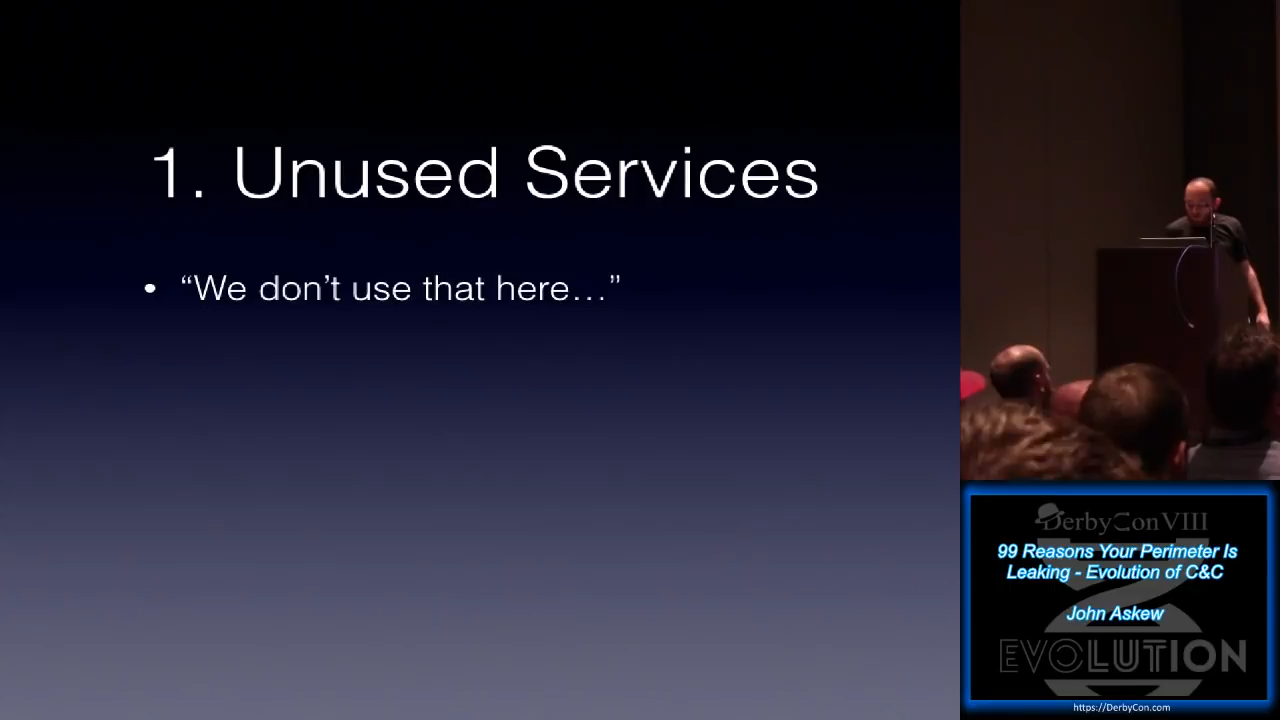 1. Unused Services
• “We don’t use that here…”
DerbyCon VIII
99 Reasons Your Perimeter Is
Leaking - Evolution of C&C
John Askew
EVOLUTION
https://DerbyCon.com